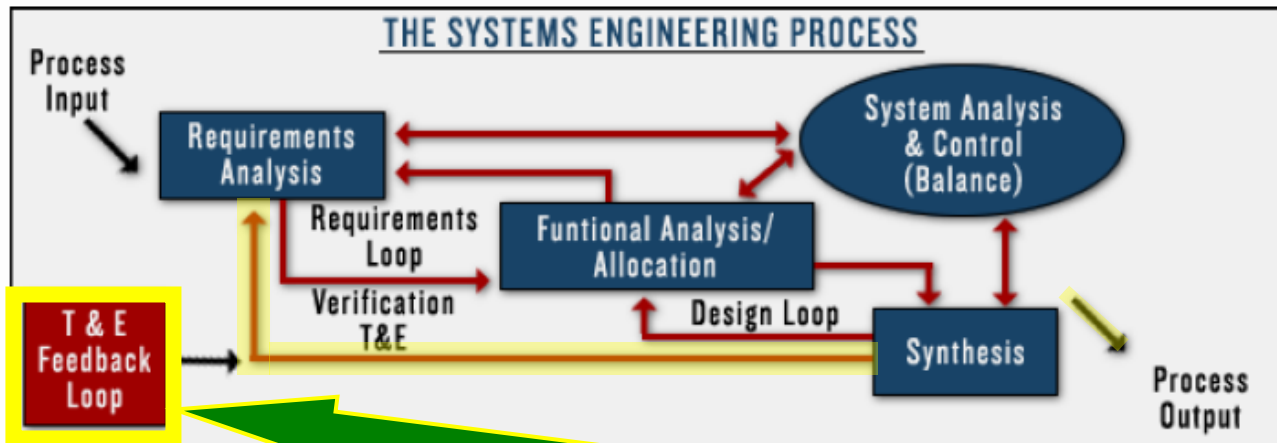 THE SYSTEMS ENGINEERING PROCESS
Process
Input
Requirements
Analysis
System Analysis
& Control
(Balance)
Requirements
Loop
Funtional Analysis/
Allocation
Verification
T&E
Design Loop
T & E
Feedback
Loop
Synthesis
Process
Output